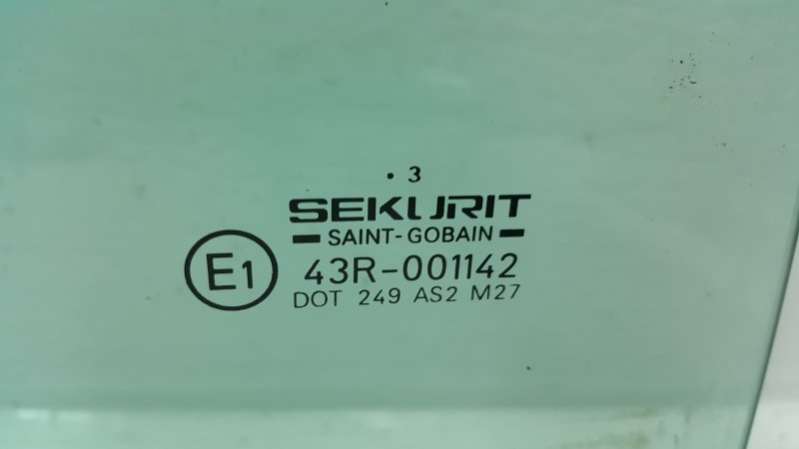 . 3
SEKURIT
SAINT-GOBAIN
E1 43R-001142
DOT 249 AS2 M27